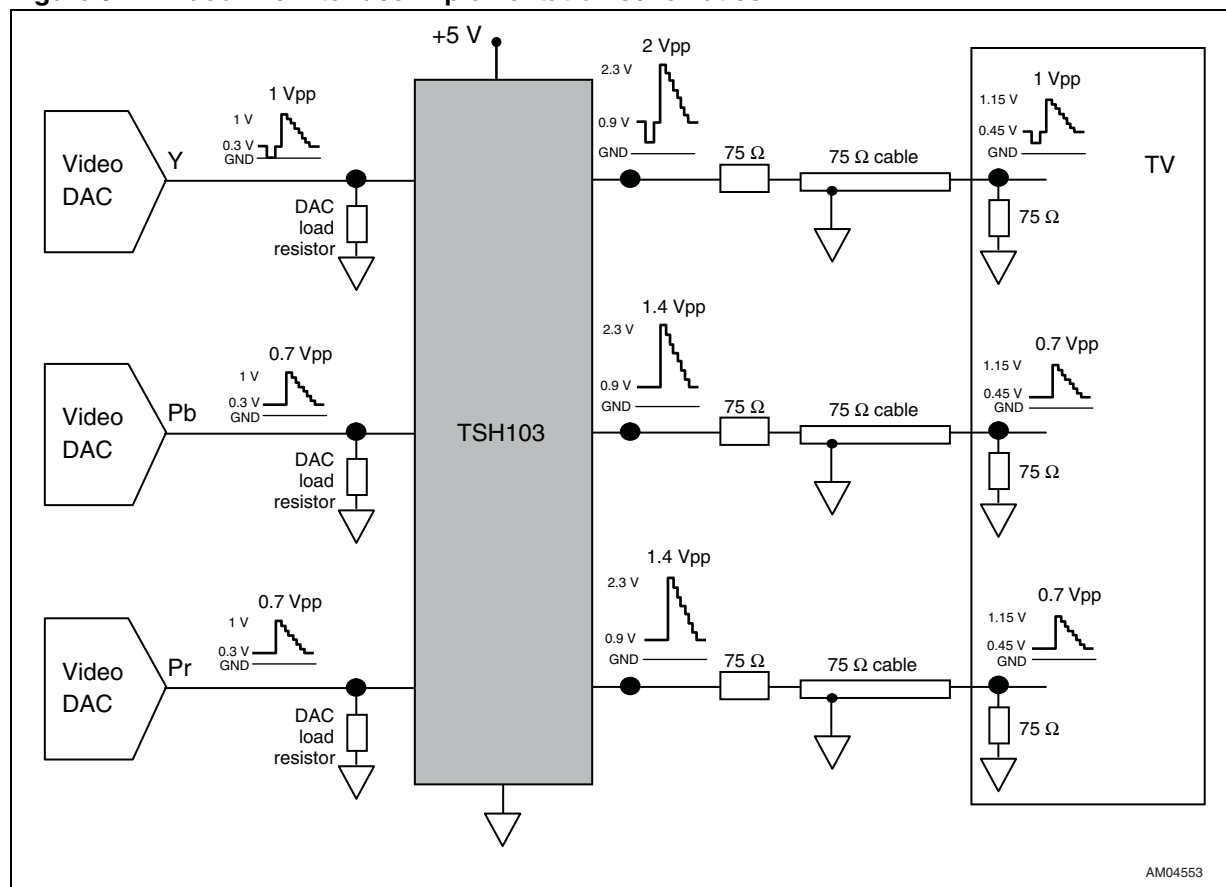 +5 V
2 Vpp
2.3 V
0.9 V
GND
1 Vpp
1 V
0.3 V
GND
Video
DAC
Y
DAC
load
resistor
75 Ω
75 Ω cable
1 Vpp
1.15 V
0.45 V
GND
TV
75 Ω
0.7 Vpp
1 V
0.3 V
GND
Video
DAC
Pb
DAC
load
resistor
TSH103
1.4 Vpp
2.3 V
0.9 V
GND
75 Ω
75 Ω cable
0.7 Vpp
1.15 V
0.45 V
GND
75 Ω
0.7 Vpp
1 V
0.3 V
GND
Video
DAC
Pr
DAC
load
resistor
1.4 Vpp
2.3 V
0.9 V
GND
75 Ω
75 Ω cable
0.7 Vpp
1.15 V
0.45 V
GND
75 Ω
AM04553